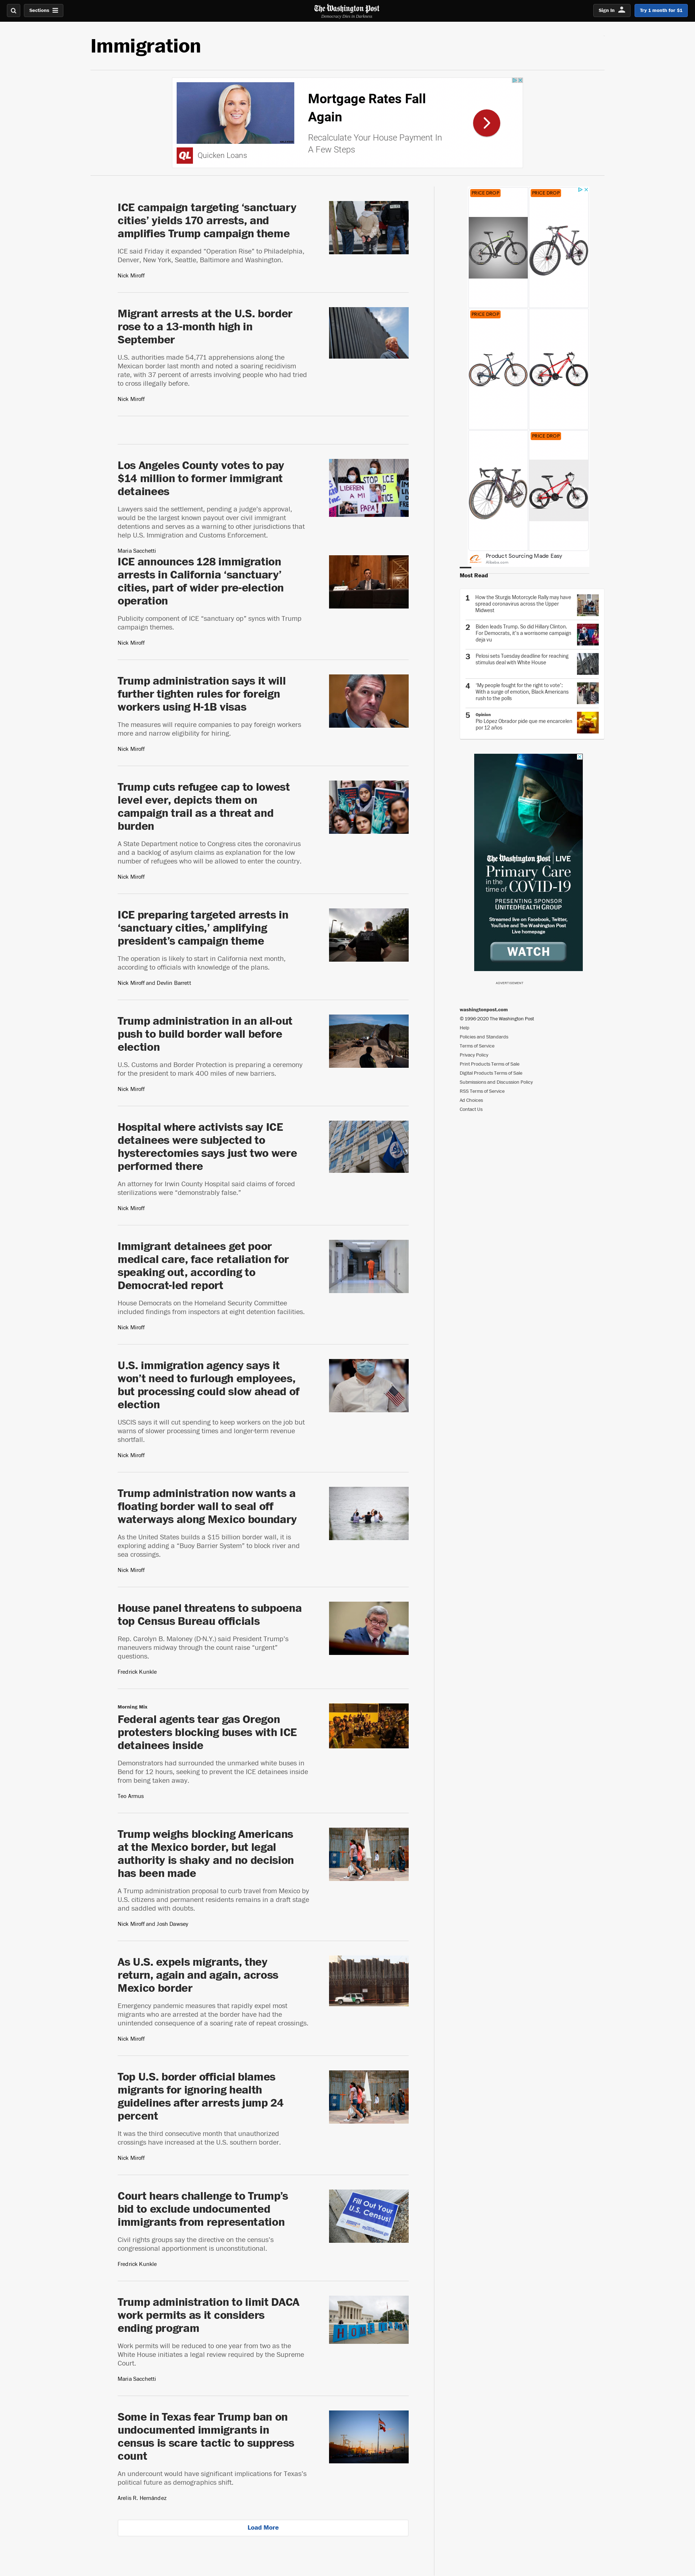 Sections
The Washington Post
Democracy Dies in Darkness
Sign in
Try 1 month for $1
Immigration
Mortgage Rates Fall
Again
Recalculate Your House Payment In
A Few Steps
QL
Quicken Loans
ICE campaign targeting ‘sanctuary
cities’ yields 170 arrests, and
amplifies Trump campaign theme
ICE said Friday it expanded “Operation Rise” to Philadelphia,
Denver, New York, Seattle, Baltimore and Washington.
Nick Miroff
Migrant arrests at the U.S. border
rose to a 13-month high in
September
U.S. authorities made 54,771 apprehensions along the
Mexican border last month and noted a soaring recidivism
rate, with 37 percent of arrests involving people who had tried
to cross illegally before.
Nick Miroff
Los Angeles County votes to pay
$14 million to former immigrant
detainees
Lawyers said the settlement, pending a judge’s approval,
would be the largest known payout over civil immigrant
detentions and serves as a warning to other jurisdictions that
help U.S. Immigration and Customs Enforcement.
Maria Sacchetti
STOP ICE
LIBEREN A
MI
PAPA!
ICE announces 128 immigration
arrests in California ‘sanctuary’
cities, part of wider pre-election
operation
Publicity component of ICE “sanctuary op” syncs with Trump
campaign themes.
Nick Miroff
Trump administration says it will
further tighten rules for foreign
workers using H-1B visas
The measures will require companies to pay foreign workers
more and narrow eligibility for hiring.
Nick Miroff
Trump cuts refugee cap to lowest
level ever, depicts them on
campaign trail as a threat and
burden
A State Department notice to Congress cites the coronavirus
and a backlog of asylum claims as explanation for the low
number of refugees who will be allowed to enter the country.
Nick Miroff
ICE preparing targeted arrests in
‘sanctuary cities,’ amplifying
president’s campaign theme
The operation is likely to start in California next month,
according to officials with knowledge of the plans.
Nick Miroff and Devlin Barrett
Trump administration in an all-out
push to build border wall before
election
U.S. Customs and Border Protection is preparing a ceremony
for the president to mark 400 miles of new barriers.
Nick Miroff
Hospital where activists say ICE
detainees were subjected to
hysterectomies says just two were
performed there
An attorney for Irwin County Hospital said claims of forced
sterilizations were “demonstrably false.”
Nick Miroff
Immigrant detainees get poor
medical care, face retaliation for
speaking out, according to
Democrat-led report
House Democrats on the Homeland Security Committee
included findings from inspectors at eight detention facilities.
Nick Miroff
U.S. immigration agency says it
won’t need to furlough employees,
but processing could slow ahead of
election
USCIS says it will cut spending to keep workers on the job but
warns of slower processing times and longer-term revenue
shortfall.
Nick Miroff
Trump administration now wants a
floating border wall to seal off
waterways along Mexico boundary
As the United States builds a $15 billion border wall, it is
exploring adding a “Buoy Barrier System” to block river and
sea crossings.
Nick Miroff
House panel threatens to subpoena
top Census Bureau officials
Rep. Carolyn B. Maloney (D-N.Y.) said President Trump’s
maneuvers midway through the count raise “urgent”
questions.
Fredrick Kunkle
Morning Mix
Federal agents tear gas Oregon
protesters blocking buses with ICE
detainees inside
Demonstrators had surrounded the unmarked white buses in
Bend for 12 hours, seeking to prevent the ICE detainees inside
from being taken away.
Teo Armus
Trump weighs blocking Americans
at the Mexico border, but legal
authority is shaky and no decision
has been made
A Trump administration proposal to curb travel from Mexico by
U.S. citizens and permanent residents remains in a draft stage
and saddled with doubts.
Nick Miroff and Josh Dawsey
As U.S. expels migrants, they
return, again and again, across
Mexico border
Emergency pandemic measures that rapidly expel most
migrants who are arrested at the border have had the
unintended consequence of a soaring rate of repeat crossings.
Nick Miroff
Top U.S. border official blames
migrants for ignoring health
guidelines after arrests jump 24
percent
It was the third consecutive month that unauthorized
crossings have increased at the U.S. southern border.
Nick Miroff
Court hears challenge to Trump’s
bid to exclude undocumented
immigrants from representation
Civil rights groups say the directive on the census’s
congressional apportionment is unconstitutional.
Fredrick Kunkle
Fill Out Your
U.S. Census!
Trump administration to limit DACA
work permits as it considers
ending program
Work permits will be reduced to one year from two as the
White House initiates a legal review required by the Supreme
Court.
Maria Sacchetti
Some in Texas fear Trump ban on
undocumented immigrants in
census is scare tactic to suppress
count
An undercount would have significant implications for Texas’s
political future as demographics shift.
Arelis R. Hernández
Load More
PRICE DROP
PRICE DROP
PRICE DROP
PRICE DROP
Product Sourcing Made Easy
Alibaba.com
Most Read
1
How the Sturgis Motorcycle Rally may have
spread coronavirus across the Upper
Midwest
2
Biden leads Trump. So did Hillary Clinton.
For Democrats, it’s a worrisome campaign
deja vu
3
Pelosi sets Tuesday deadline for reaching
stimulus deal with White House
4
‘My people fought for the right to vote’:
With a surge of emotion, Black Americans
rush to the polls
5
Opinion
Pío López Obrador pide que me encarcelen
por 12 años
The Washington Post LIVE
Primary Care
in the time of COVID-19
PRESENTING SPONSOR
UNITEDHEALTH GROUP
Streamed live on Facebook, Twitter,
YouTube and The Washington Post
Live homepage
WATCH
ADVERTISEMENT
washingtonpost.com
© 1996-2020 The Washington Post
Help
Policies and Standards
Terms of Service
Privacy Policy
Print Products Terms of Sale
Digital Products Terms of Sale
Submissions and Discussion Policy
RSS Terms of Service
Ad Choices
Contact Us